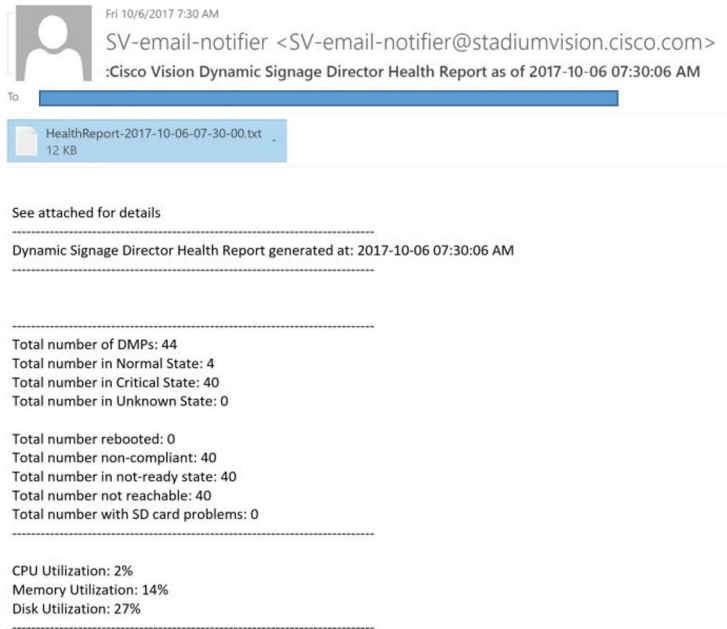 Fri 10/6/2017 7:30 AM
SV-email-notifier <SV-email-notifier@stadiumvision.cisco.com>
:Cisco Vision Dynamic Signage Director Health Report as of 2017-10-06 07:30:06 AM
To
HealthReport-2017-10-06-07-30-00.txt
12 KB
See attached for details
--------------------------------------------------------------------------------
Dynamic Signage Director Health Report generated at: 2017-10-06 07:30:06 AM
--------------------------------------------------------------------------------
--------------------------------------------------------------------------------
Total number of DMPs: 44
Total number in Normal State: 4
Total number in Critical State: 40
Total number in Unknown State: 0
Total number rebooted: 0
Total number non-compliant: 40
Total number in not-ready state: 40
Total number not reachable: 40
Total number with SD card problems: 0
--------------------------------------------------------------------------------
CPU Utilization: 2%
Memory Utilization: 14%
Disk Utilization: 27%
--------------------------------------------------------------------------------